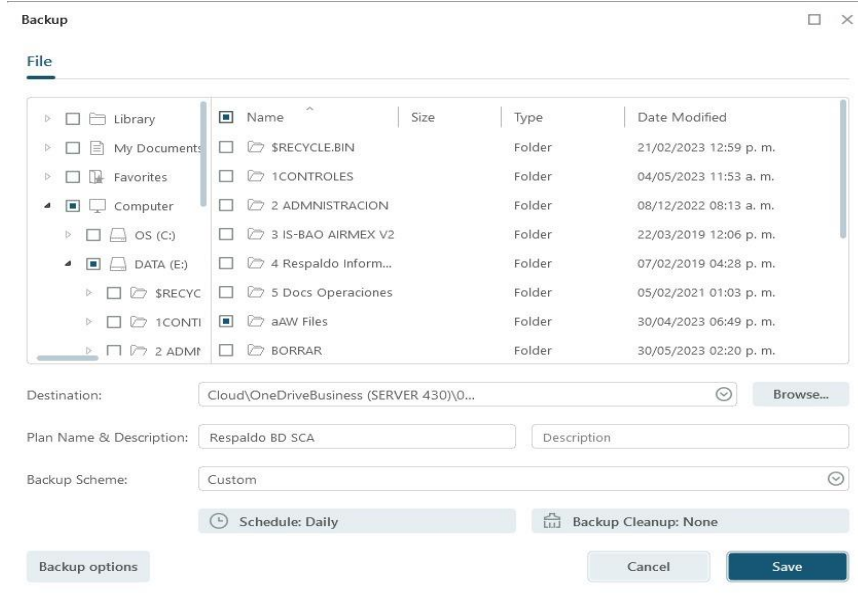 Backup
File
Library
My Documents
Favorites
Computer
OS (C:)
DATA (E:)
$RECYC
1CONTI
2 ADMI
Name Size Type Date Modified
$RECYCLE.BIN Folder 21/02/2023 12:59 p. m.
1CONTROLES Folder 04/05/2023 11:53 a. m.
2 ADMNISTRACION Folder 08/12/2022 08:13 a. m.
3 IS-BAO AIRMEX V2 Folder 22/03/2019 12:06 p. m.
4 Respaldo Inform... Folder 07/02/2019 04:28 p. m.
5 Docs Operaciones Folder 05/02/2021 01:03 p. m.
aAW Files Folder 30/04/2023 06:49 p. m.
BORRAR Folder 30/05/2023 02:20 p. m.
Destination: Cloud\OneDriveBusiness (SERVER 430)\0... Browse...
Plan Name & Description: Respaldo BD SCA Description
Backup Scheme: Custom
Schedule: Daily Backup Cleanup: None
Backup options Cancel Save